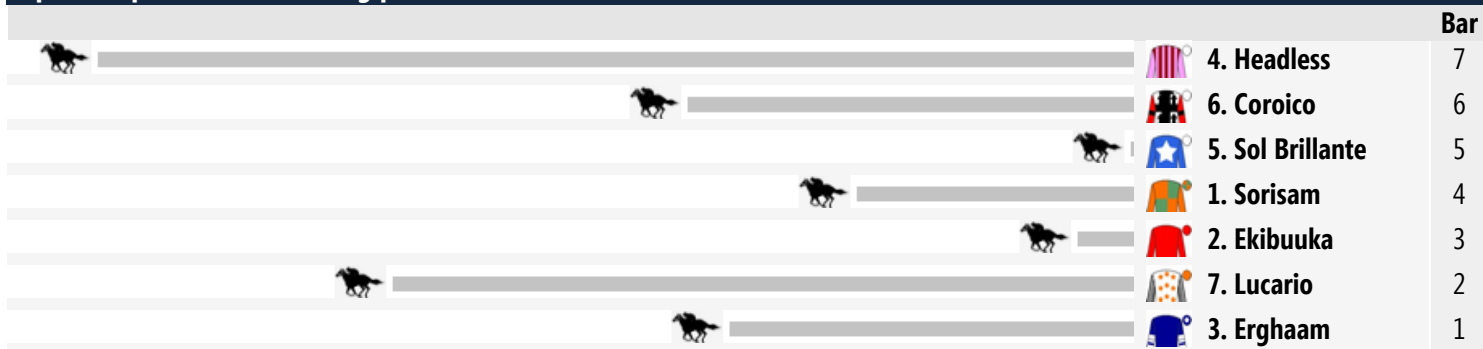 Bar
4. Headless 7
6. Coroico 6
5. Sol Brillante 5
1. Sorisam 4
2. Ekibuuka 3
7. Lucario 2
3. Erghaam 1